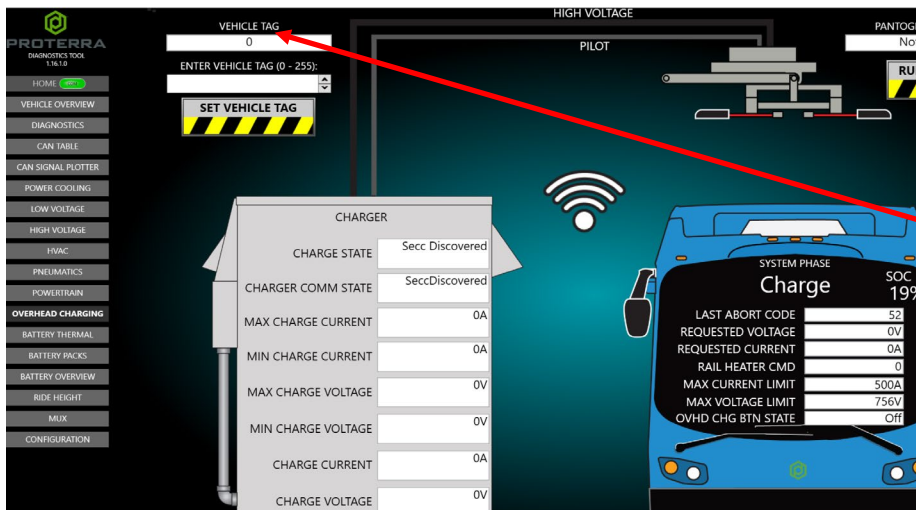 PROTERRA
DIAGNOSTICS TOOL
1.16.1.0
HOME
VEHICLE OVERVIEW
DIAGNOSTICS
CAN TABLE
CAN SIGNAL PLOTTER
POWER COOLING
LOW VOLTAGE
HIGH VOLTAGE
HVAC
PNEUMATICS
POWERTRAIN
OVERHEAD CHARGING
BATTERY THERMAL
BATTERY PACKS
BATTERY OVERVIEW
RIDE HEIGHT
MUX
CONFIGURATION
VEHICLE TAG
0
ENTER VEHICLE TAG (0 - 255):
SET VEHICLE TAG
HIGH VOLTAGE
PILOT
CHARGER
CHARGE STATE Secc Discovered
CHARGER COMM STATE SeccDiscovered
MAX CHARGE CURRENT 0A
MIN CHARGE CURRENT 0A
MAX CHARGE VOLTAGE 0V
MIN CHARGE VOLTAGE 0V
CHARGE CURRENT 0A
CHARGE VOLTAGE 0V
PANTOG
No
RU
SYSTEM PHASE
Charge
SOC
19%
LAST ABORT CODE 52
REQUESTED VOLTAGE 0V
REQUESTED CURRENT 0A
RAIL HEATER CMD 0
MAX CURRENT LIMIT 500A
MAX VOLTAGE LIMIT 756V
OVHD CHG BTN STATE Off